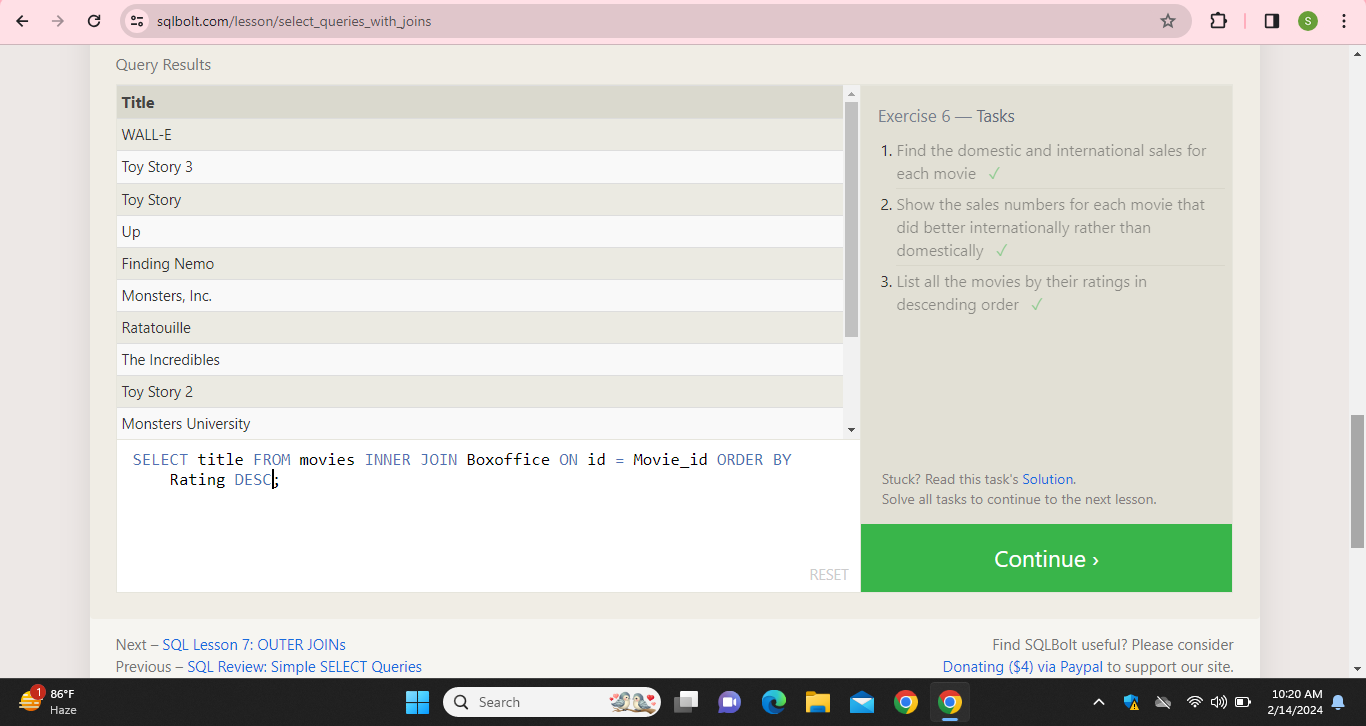 sqlbolt.com/lesson/select_queries_with_joins
S
Query Results
Title
WALL-E
Toy Story 3
Toy Story
Up
Finding Nemo
Monsters, Inc.
Ratatouille
The Incredibles
Toy Story 2
Monsters University
SELECT title FROM movies INNER JOIN Boxoffice ON id = Movie_id ORDER BY
Rating DESC;
RESET
Exercise 6 — Tasks
1. Find the domestic and international sales for
each movie ✓
2. Show the sales numbers for each movie that
did better internationally rather than
domestically ✓
3. List all the movies by their ratings in
descending order ✓
Stuck? Read this task's Solution.
Solve all tasks to continue to the next lesson.
Continue ›
Next – SQL Lesson 7: OUTER JOINs
Previous – SQL Review: Simple SELECT Queries
Find SQLBolt useful? Please consider
Donating ($4) via Paypal to support our site.
1
86°F
Haze
Search
10:20 AM
2/14/2024